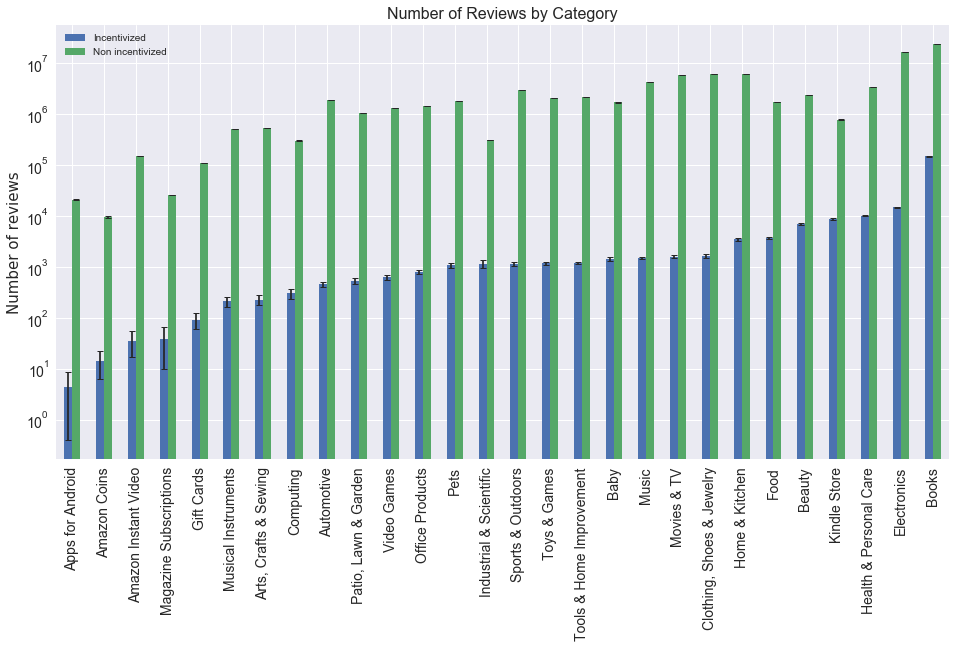 Number of Reviews by Category
Incentivized
Non incentivized
Number of reviews
10^7
10^6
10^5
10^4
10^3
10^2
10^1
10^0
Apps for Android
Amazon Coins
Amazon Instant Video
Magazine Subscriptions
Gift Cards
Musical Instruments
Arts, Crafts & Sewing
Computing
Automotive
Patio, Lawn & Garden
Video Games
Office Products
Pets
Industrial & Scientific
Sports & Outdoors
Toys & Games
Tools & Home Improvement
Baby
Music
Movies & TV
Clothing, Shoes & Jewelry
Home & Kitchen
Food
Beauty
Kindle Store
Health & Personal Care
Electronics
Books